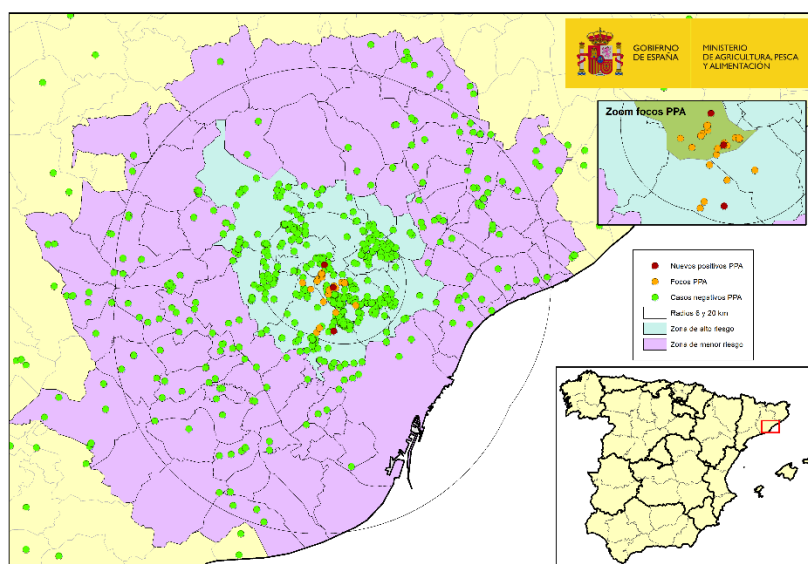 GOBIERNO
DE ESPAÑA
MINISTERIO
DE AGRICULTURA, PESCA
Y ALIMENTACIÓN
Zoom focos PPA
Nuevos positivos PPA
Focos PPA
Casos negativos PPA
Radios 6 y 20 km
Zona de alto riesgo
Zona de menor riesgo